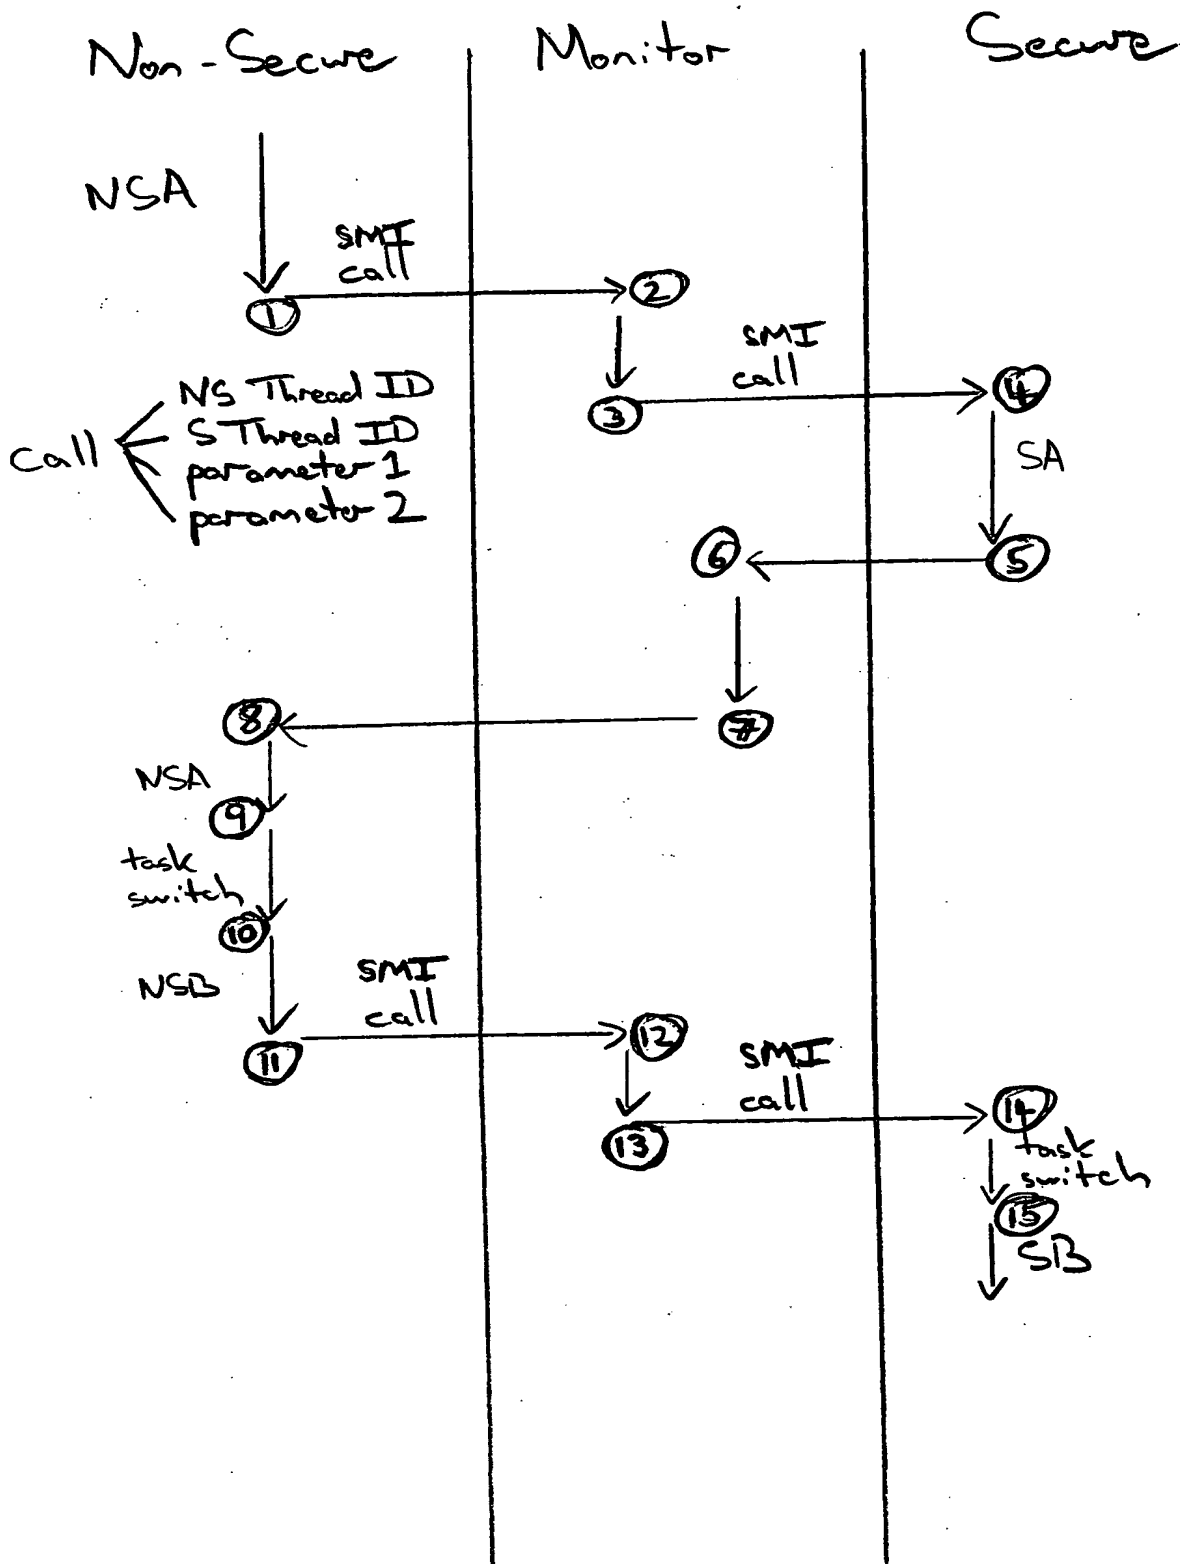 Non-Secure
Monitor
Secure
NSA
SMI
call
1
2
SMI
call
3
4
Call
NS Thread ID
S Thread ID
parameter 1
parameter 2
SA
6
5
8
7
NSA
9
task
switch
10
NSB
SMI
call
11
12
SMI
call
13
14
task
switch
15
SB